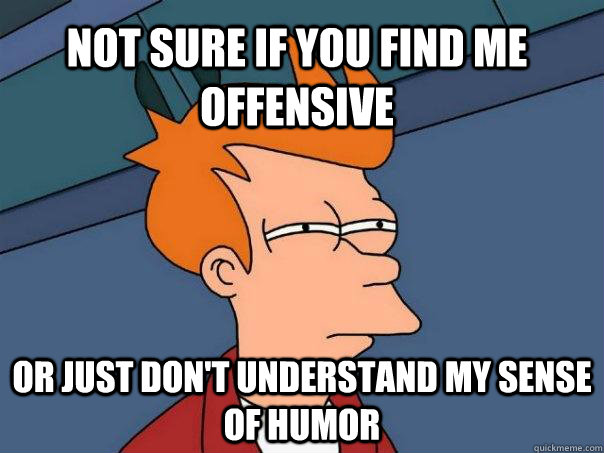 NOT SURE IF YOU FIND ME
OFFENSIVE
OR JUST DON'T UNDERSTAND MY SENSE
OF HUMOR
quickmeme.com